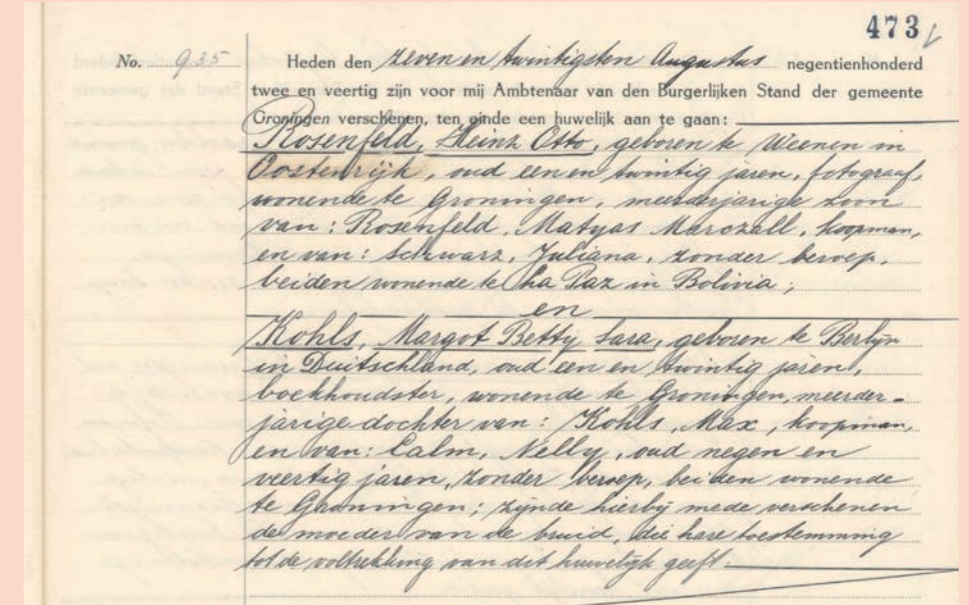 473
No. 935 Heden den zeven en twintigsten Augustus negentienhonderd
twee en veertig zijn voor mij Ambtenaar van den Burgerlijken Stand der gemeente
Groningen verschenen, ten einde een huwelijk aan te gaan:
Rosenfeld, Heinz Otto, geboren te Weenen in
Oostenrijk, oud een en twintig jaren, fotograaf,
wonende te Groningen, meerderjarige zoon
van: Rosenfeld, Matyas Marczall, koopman,
en van: Schwarz, Juliana, zonder beroep,
beiden wonende te La Paz in Bolivia;
en
Kohls, Margot Betty Sara, geboren te Berlijn
in Duitschland, oud een en twintig jaren,
boekhoudster, wonende te Groningen, meerder-
jarige dochter van: Kohls, Max, koopman,
en van: Calm, Nelly, oud negen en
veertig jaren, zonder beroep, beiden wonende
te Groningen; zijnde hierbij mede verschenen
de moeder van de bruid, die hare toestemming
tot de voltrekking van dit huwelijk geeft.